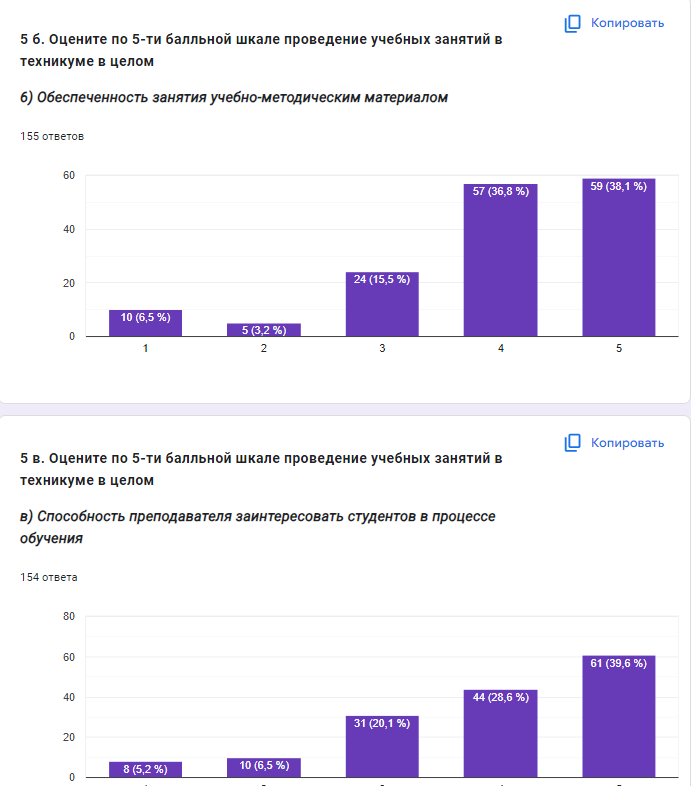 Копировать
5 б. Оцените по 5-ти балльной шкале проведение учебных занятий в
техникуме в целом
б) Обеспеченность занятия учебно-методическим материалом
155 ответов
60
40
20
0
10 (6,5 %)
5 (3,2 %)
24 (15,5 %)
57 (36,8 %)
59 (38,1 %)
1 2 3 4 5
Копировать
5 в. Оцените по 5-ти балльной шкале проведение учебных занятий в
техникуме в целом
в) Способность преподавателя заинтересовать студентов в процессе
обучения
154 ответа
80
60
40
20
0
8 (5,2 %)
10 (6,5 %)
31 (20,1 %)
44 (28,6 %)
61 (39,6 %)